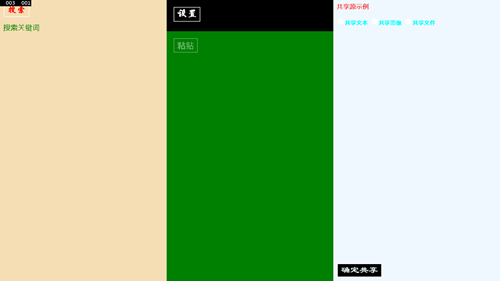 003 001
搜索
搜索关键词
设置
粘贴
共享源示例
共享文本 共享图像 共享文件
确定共享